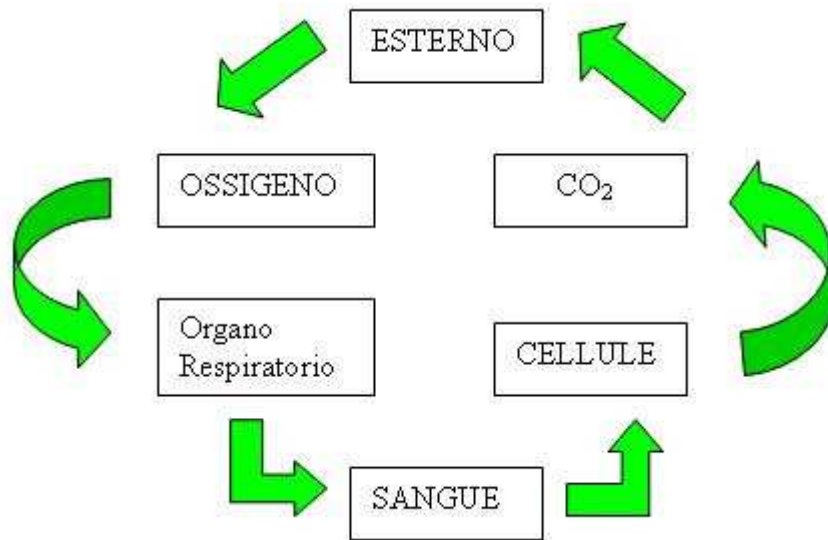 ESTERNO
OSSIGENO
CO₂
Organo
Respiratorio
CELLULE
SANGUE